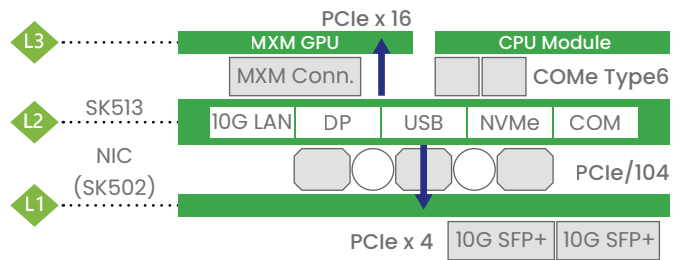 PCIe x 16
L3
MXM GPU
CPU Module
MXM Conn.
COMe Type6
SK513
L2
10G LAN
DP
USB
NVMe
COM
NIC
(SK502)
PCIe/104
L1
PCIe x 4
10G SFP+
10G SFP+